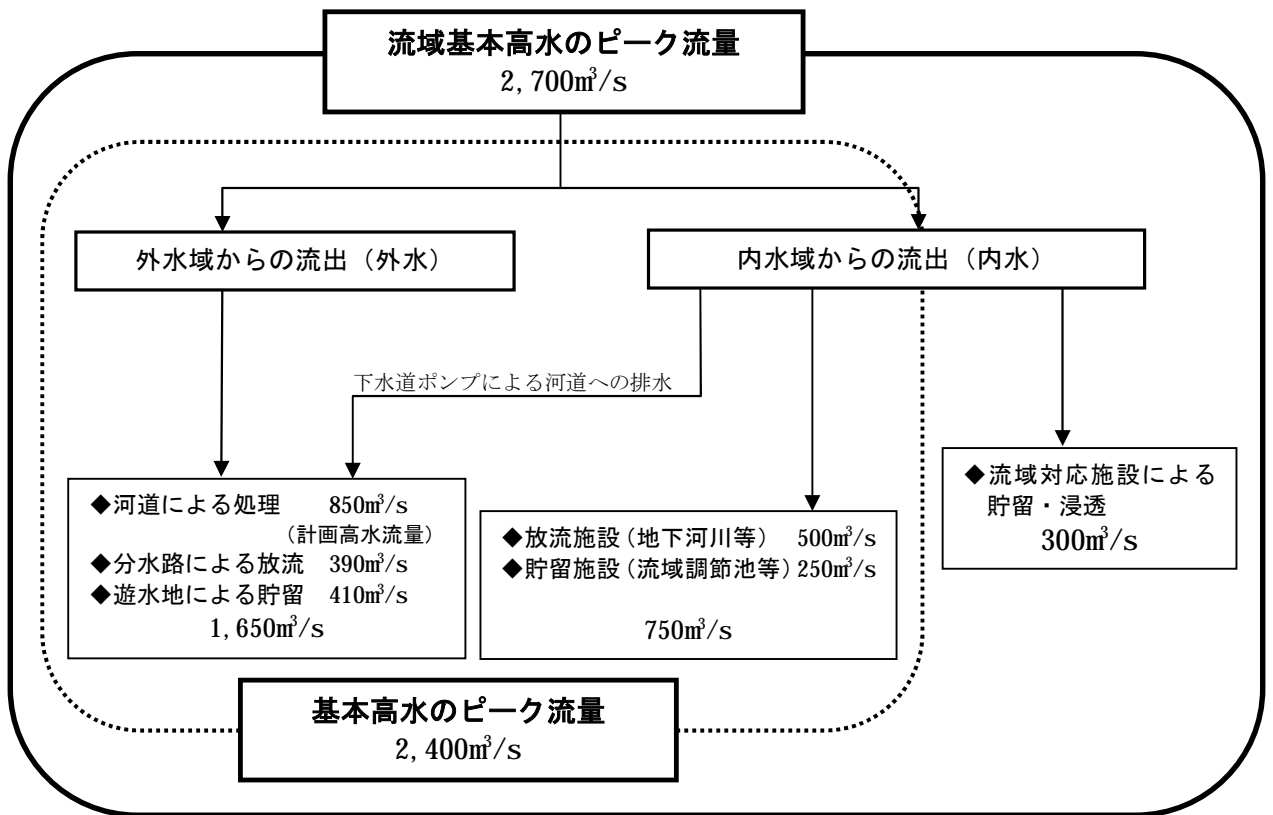 流域基本高水のピーク流量
2,700m³/s
外水域からの流出（外水）
内水域からの流出（内水）
下水道ポンプによる河道への排水
◆河道による処理 850m³/s
（計画高水流量）
◆分水路による放流 390m³/s
◆遊水地による貯留 410m³/s
1,650m³/s
◆放流施設（地下河川等） 500m³/s
◆貯留施設（流域調節池等）250m³/s
750m³/s
◆流域対応施設による
貯留・浸透
300m³/s
基本高水のピーク流量
2,400m³/s